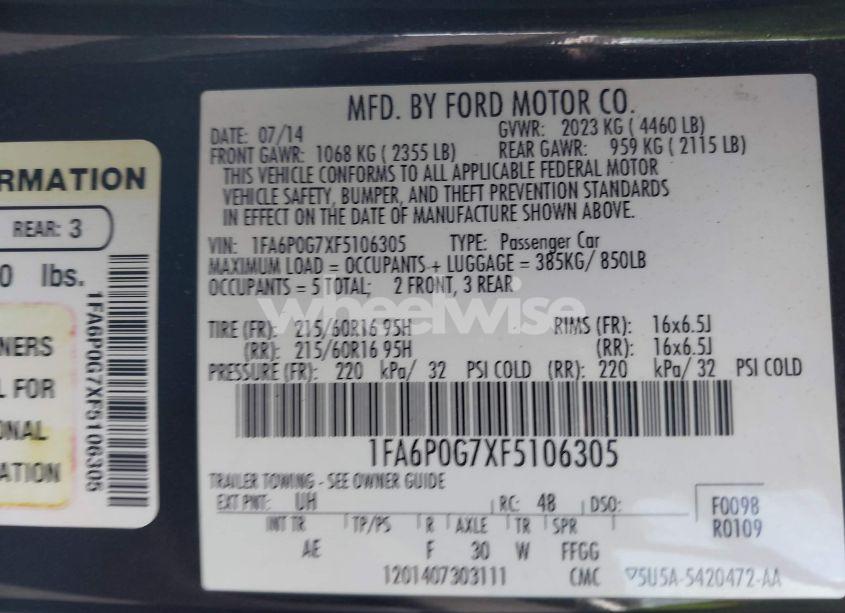 RMATION
REAR: 3
0 lbs.
NERS
L FOR
ONAL
ATION
1FA6P0G7XF5106305
MFD. BY FORD MOTOR CO.
DATE: 07/14 GVWR: 2023 KG ( 4460 LB)
FRONT GAWR: 1068 KG ( 2355 LB) REAR GAWR: 959 KG ( 2115 LB)
THIS VEHICLE CONFORMS TO ALL APPLICABLE FEDERAL MOTOR
VEHICLE SAFETY, BUMPER, AND THEFT PREVENTION STANDARDS
IN EFFECT ON THE DATE OF MANUFACTURE SHOWN ABOVE.
VIN: 1FA6P0G7XF5106305 TYPE: Passenger Car
MAXIMUM LOAD = OCCUPANTS + LUGGAGE = 385KG/ 850LB
OCCUPANTS = 5 TOTAL; 2 FRONT, 3 REAR
wheelwise
TIRE (FR): 215/60R16 95H RIMS (FR): 16x6.5J
(RR): 215/60R16 95H (RR): 16x6.5J
PRESSURE (FR): 220 kPa/ 32 PSI COLD (RR): 220 kPa/ 32 PSI COLD
1FA6P0G7XF5106305
TRAILER TOWING - SEE OWNER GUIDE
EXT PNT: UH RC: 48 DSO: F0098
INT TR TP/PS R AXLE TR SPR R0109
AE F 30 W FFGG
1201407303111 CMC 5U5A-5420472-AA